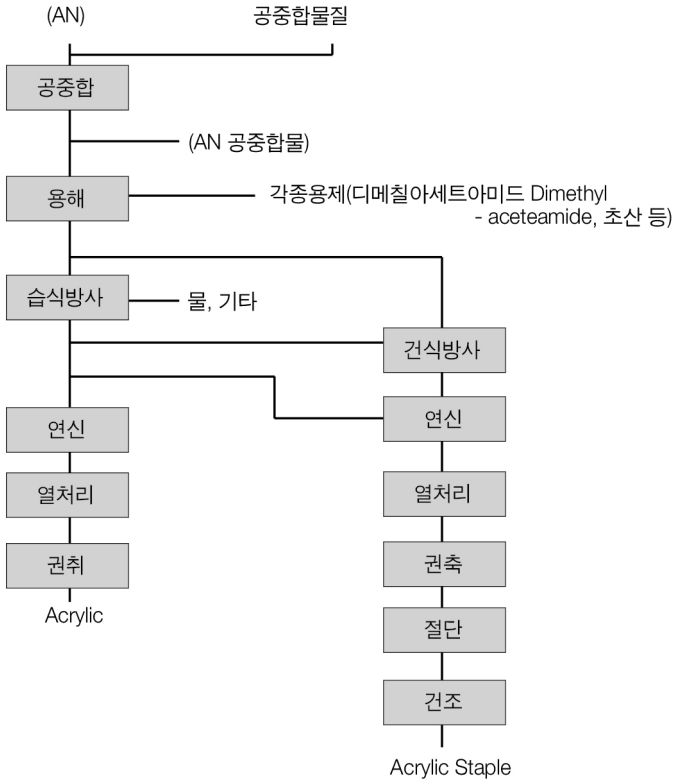 (AN)
공중합물질
공중합
(AN 공중합물)
용해
각종용제(디메칠아세트아미드 Dimethyl
- aceteamide, 초산 등)
습식방사
물, 기타
건식방사
연신
연신
열처리
열처리
권취
권축
Acrylic
절단
건조
Acrylic Staple